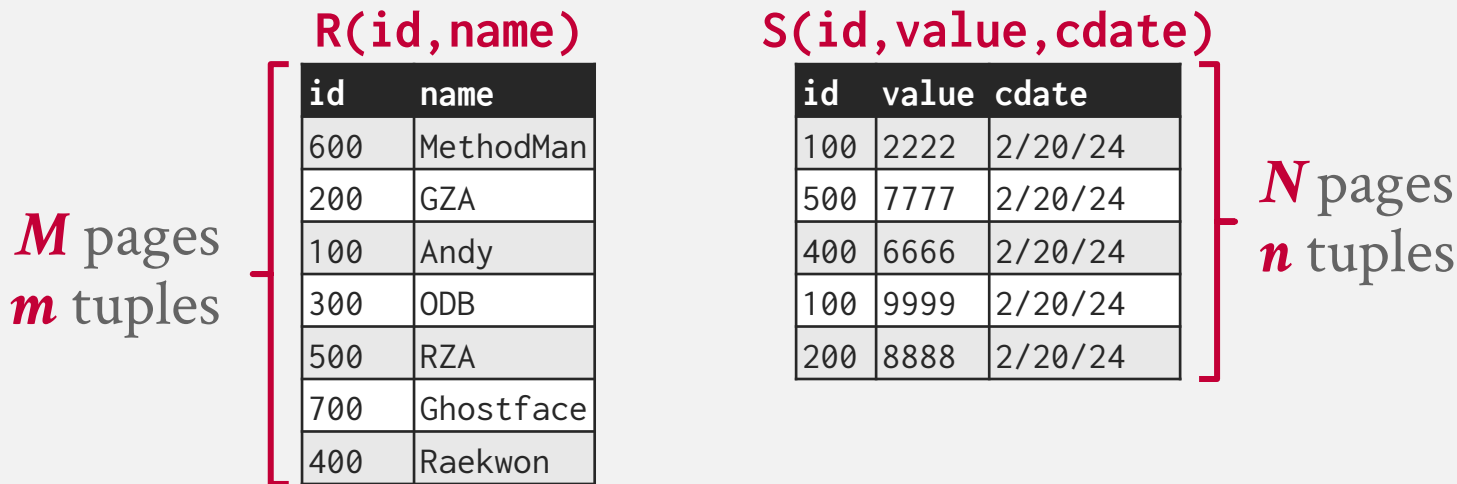 R(id,name)
id name
600 MethodMan
200 GZA
100 Andy
300 ODB
500 RZA
700 Ghostface
400 Raekwon
M pages
m tuples
S(id,value,cdate)
id value cdate
100 2222 2/20/24
500 7777 2/20/24
400 6666 2/20/24
100 9999 2/20/24
200 8888 2/20/24
N pages
n tuples